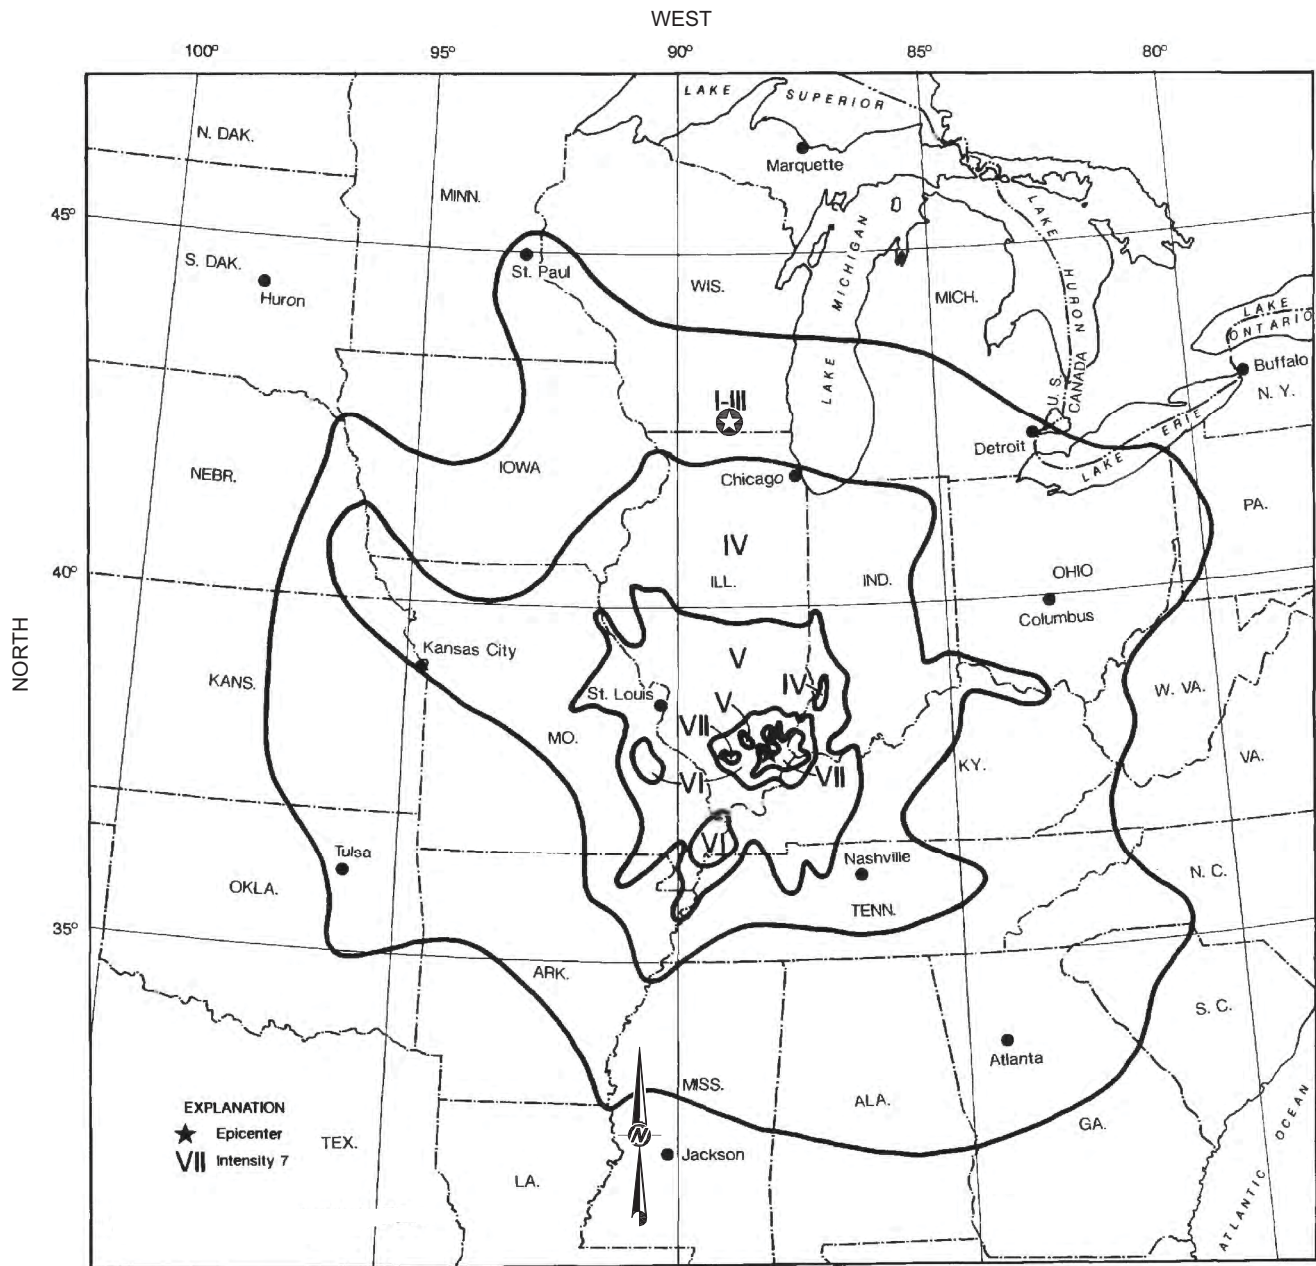 WEST
100° 95° 90° 85° 80°
LAKE SUPERIOR
N. DAK.
Marquette
MINN.
45°
LAKE HURON
S. DAK.
St. Paul
Huron
WIS.
LAKE MICHIGAN
MICH.
LAKE ONTARIO
Buffalo
U.S.
CANADA
N. Y.
I-III
Detroit
LAKE ERIE
NEBR.
IOWA
Chicago
PA.
IV
40°
ILL.
IND.
OHIO
Columbus
NORTH
Kansas City
V
KANS.
St. Louis
IV
W. VA.
V
VII
MO.
VI
VII
KY.
VA.
VI
Tulsa
Nashville
OKLA.
TENN.
N. C.
35°
ARK.
S. C.
Atlanta
MISS.
ALA.
GA.
EXPLANATION
Epicenter
VII Intensity 7
TEX.
N
Jackson
LA.
ATLANTIC OCEAN